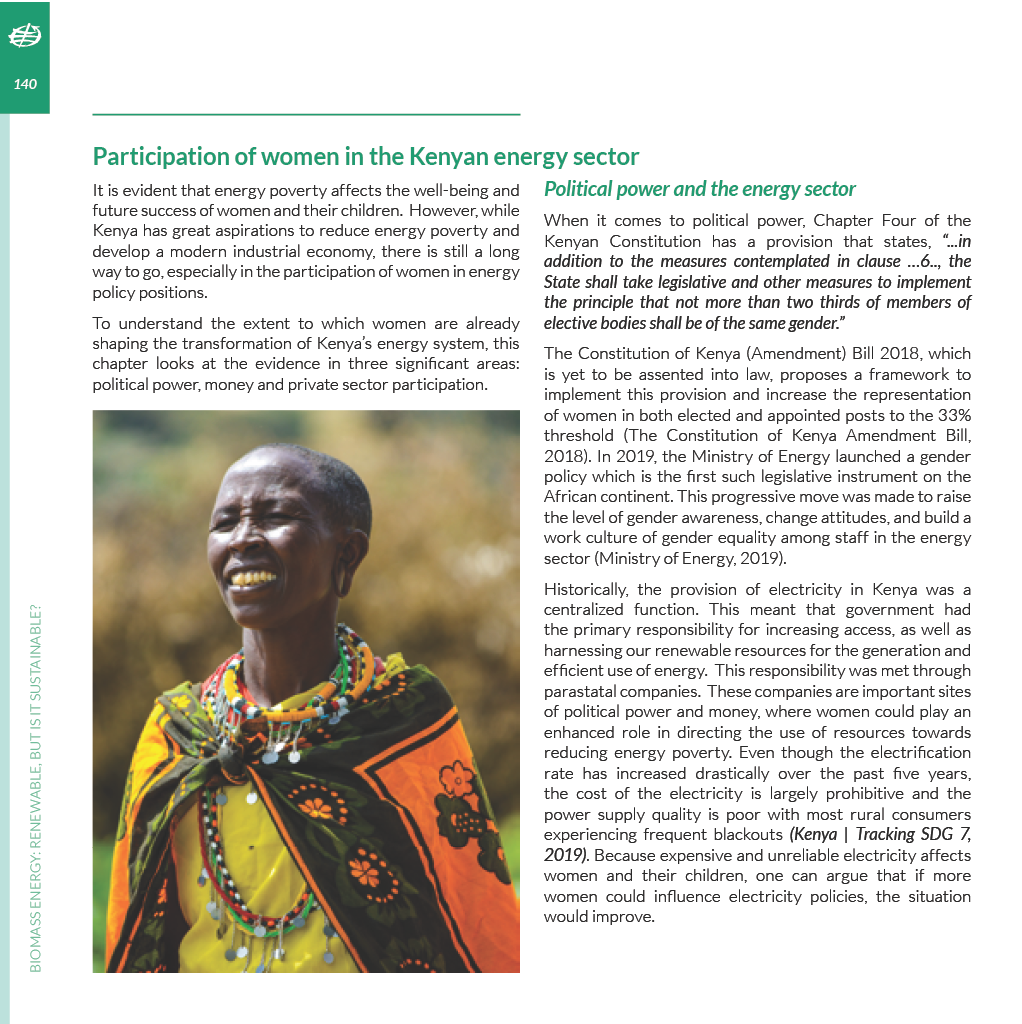 140
Participation of women in the Kenyan energy sector
It is evident that energy poverty affects the well-being and
future success of women and their children. However, while
Kenya has great aspirations to reduce energy poverty and
develop a modern industrial economy, there is still a long
way to go, especially in the participation of women in energy
policy positions.
To understand the extent to which women are already
shaping the transformation of Kenya's energy system, this
chapter looks at the evidence in three significant areas:
political power, money and private sector participation.
Political power and the energy sector
When it comes to political power, Chapter Four of the
Kenyan Constitution has a provision that states, “...in
addition to the measures contemplated in clause …6.., the
State shall take legislative and other measures to implement
the principle that not more than two thirds of members of
elective bodies shall be of the same gender.”
The Constitution of Kenya (Amendment) Bill 2018, which
is yet to be assented into law, proposes a framework to
implement this provision and increase the representation
of women in both elected and appointed posts to the 33%
threshold (The Constitution of Kenya Amendment Bill,
2018). In 2019, the Ministry of Energy launched a gender
policy which is the first such legislative instrument on the
African continent. This progressive move was made to raise
the level of gender awareness, change attitudes, and build a
work culture of gender equality among staff in the energy
sector (Ministry of Energy, 2019).
Historically, the provision of electricity in Kenya was a
centralized function. This meant that government had
the primary responsibility for increasing access, as well as
harnessing our renewable resources for the generation and
efficient use of energy. This responsibility was met through
parastatal companies. These companies are important sites
of political power and money, where women could play an
enhanced role in directing the use of resources towards
reducing energy poverty. Even though the electrification
rate has increased drastically over the past five years,
the cost of the electricity is largely prohibitive and the
power supply quality is poor with most rural consumers
experiencing frequent blackouts (Kenya | Tracking SDG 7,
2019). Because expensive and unreliable electricity affects
women and their children, one can argue that if more
women could influence electricity policies, the situation
would improve.
BIOMASS ENERGY: RENEWABLE, BUT IS IT SUSTAINABLE?